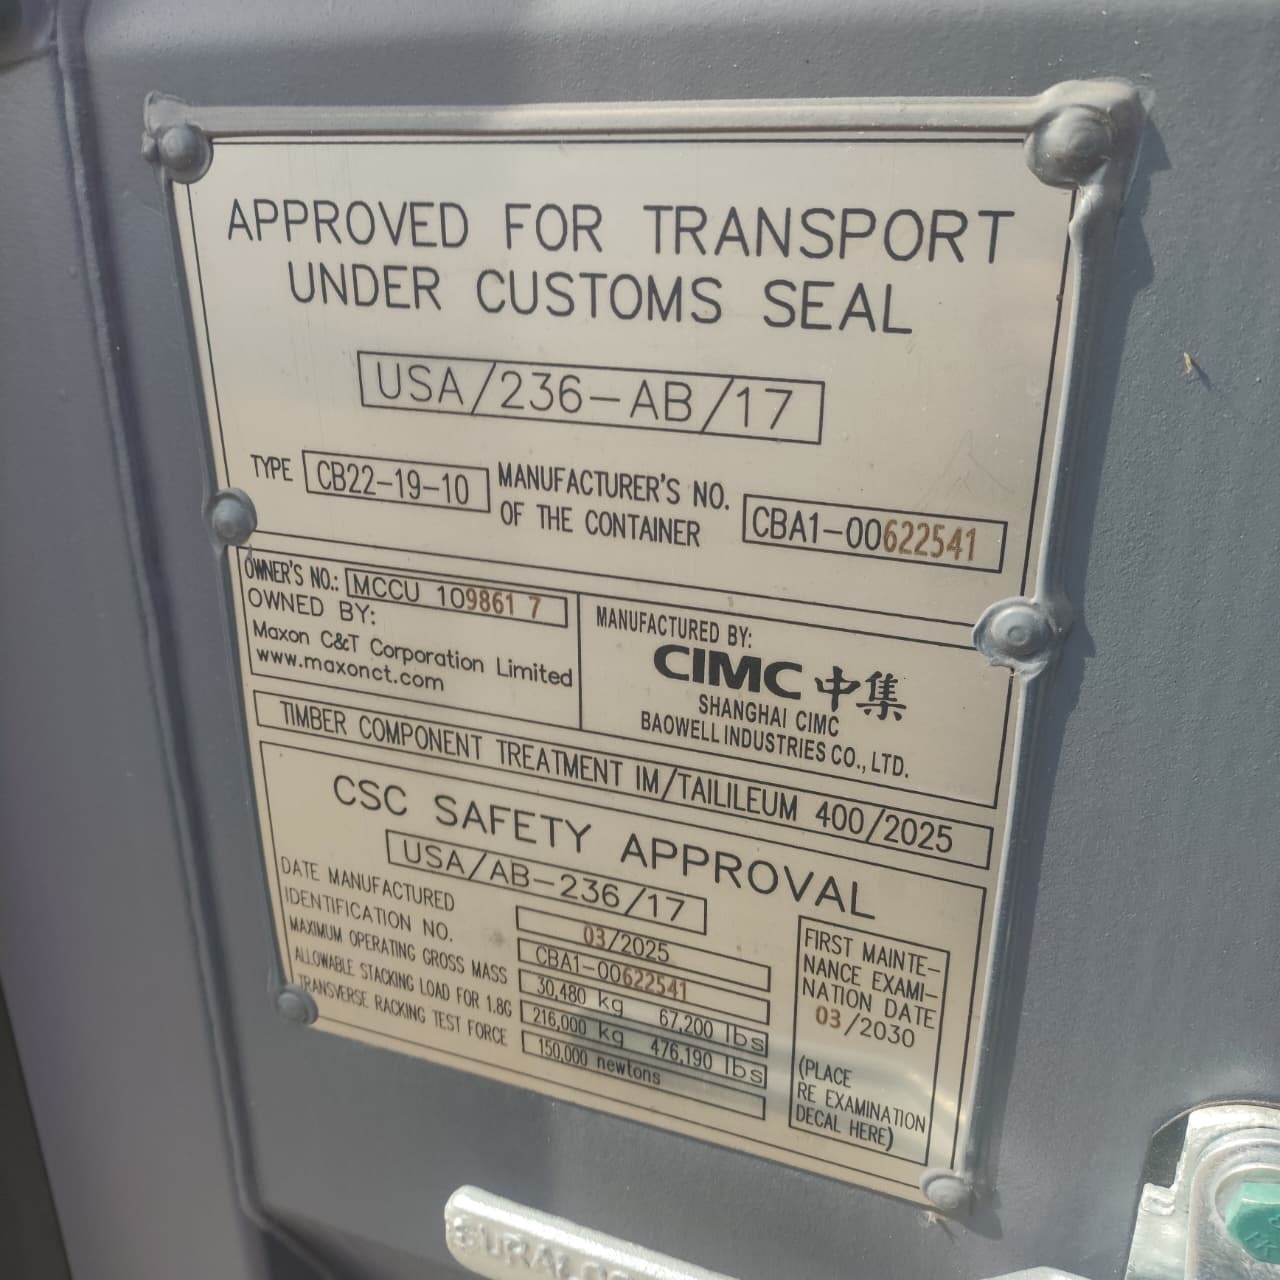 APPROVED FOR TRANSPORT
UNDER CUSTOMS SEAL
USA/236-AB/17
TYPE CB22-19-10 MANUFACTURER'S NO.
OF THE CONTAINER CBA1-00622541
OWNER'S NO.: MCCU 109861 7
OWNED BY:
Maxon C&T Corporation Limited
www.maxonct.com
MANUFACTURED BY:
CIMC 中集
SHANGHAI CIMC
BAOWELL INDUSTRIES CO., LTD.
TIMBER COMPONENT TREATMENT IM/TAILILEUM 400/2025
CSC SAFETY APPROVAL
USA/AB-236/17
DATE MANUFACTURED 03/2025
IDENTIFICATION NO. CBA1-00622541
MAXIMUM OPERATING GROSS MASS 30,480 kg 67,200 lbs
ALLOWABLE STACKING LOAD FOR 1.8G 216,000 kg 476,190 lbs
TRANSVERSE RACKING TEST FORCE 150,000 newtons
FIRST MAINTE-
NANCE EXAMI-
NATION DATE
03/2030
(PLACE
RE EXAMINATION
DECAL HERE)